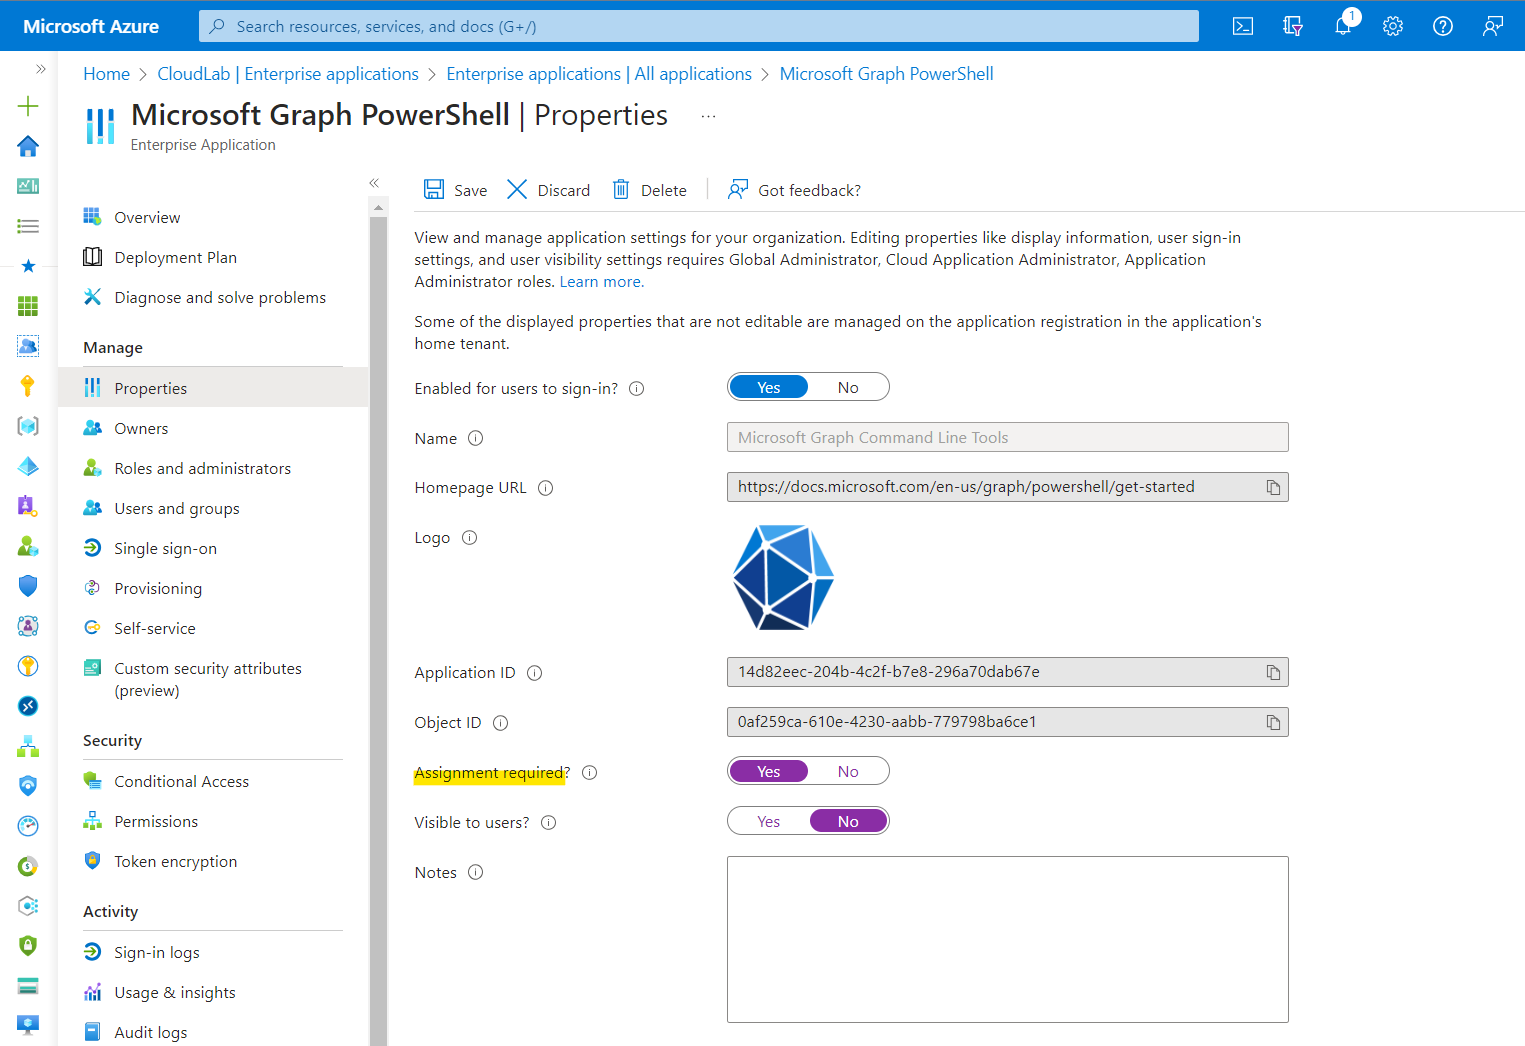 Microsoft Azure
Search resources, services, and docs (G+/)
1
Home > CloudLab | Enterprise applications > Enterprise applications | All applications > Microsoft Graph PowerShell
Microsoft Graph PowerShell | Properties ...
Enterprise Application
Overview
Deployment Plan
Diagnose and solve problems
Manage
Properties
Owners
Roles and administrators
Users and groups
Single sign-on
Provisioning
Self-service
Custom security attributes
(preview)
Security
Conditional Access
Permissions
Token encryption
Activity
Sign-in logs
Usage & insights
Audit logs
Save Discard Delete Got feedback?
View and manage application settings for your organization. Editing properties like display information, user sign-in
settings, and user visibility settings requires Global Administrator, Cloud Application Administrator, Application
Administrator roles. Learn more.
Some of the displayed properties that are not editable are managed on the application registration in the application's
home tenant.
Enabled for users to sign-in? Yes No
Name Microsoft Graph Command Line Tools
Homepage URL https://docs.microsoft.com/en-us/graph/powershell/get-started
Logo
Application ID 14d82eec-204b-4c2f-b7e8-296a70dab67e
Object ID 0af259ca-610e-4230-aabb-779798ba6ce1
Assignment required? Yes No
Visible to users? Yes No
Notes